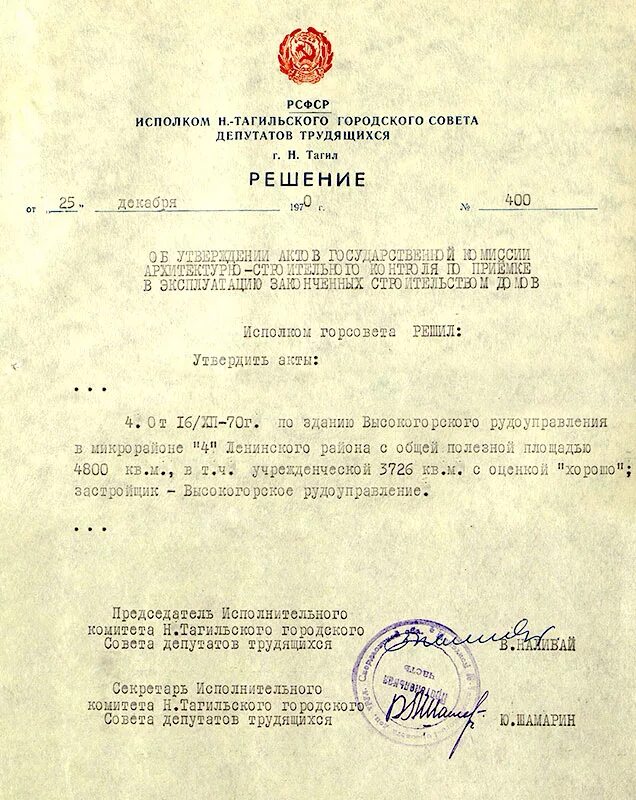 РСФСР
ИСПОЛКОМ Н.-ТАГИЛЬСКОГО ГОРОДСКОГО СОВЕТА
ДЕПУТАТОВ ТРУДЯЩИХСЯ
г. Н. Тагил
РЕШЕНИЕ
от „25" декабря 1970 г. № 400
ОБ УТВЕРЖДЕНИИ АКТОВ ГОСУДАРСТВЕННОЙ КОМИССИИ
АРХИТЕКТУРНО-СТРОИТЕЛЬНОГО КОНТРОЛЯ ПО ПРИЕМКЕ
В ЭКСПЛУАТАЦИЮ ЗАКОНЧЕННЫХ СТРОИТЕЛЬСТВОМ ДОМОВ
Исполком горсовета РЕШИЛ:
Утвердить акты:
...
4. От 16/ХП-70г. по зданию Высокогорского рудоуправления
в микрорайоне "4" Ленинского района с общей полезной площадью
4800 кв.м., в т.ч. учрежденческой 3726 кв.м. с оценкой "хорошо";
застройщик - Высокогорское рудоуправление.
...
Председатель Исполнительного
комитета Н.Тагильского городского
Совета депутатов трудящихся В.НАЛИВАЙ
Секретарь Исполнительного
комитета Н.Тагильского городского
Совета депутатов трудящихся Ю.ШАМАРИН
часть